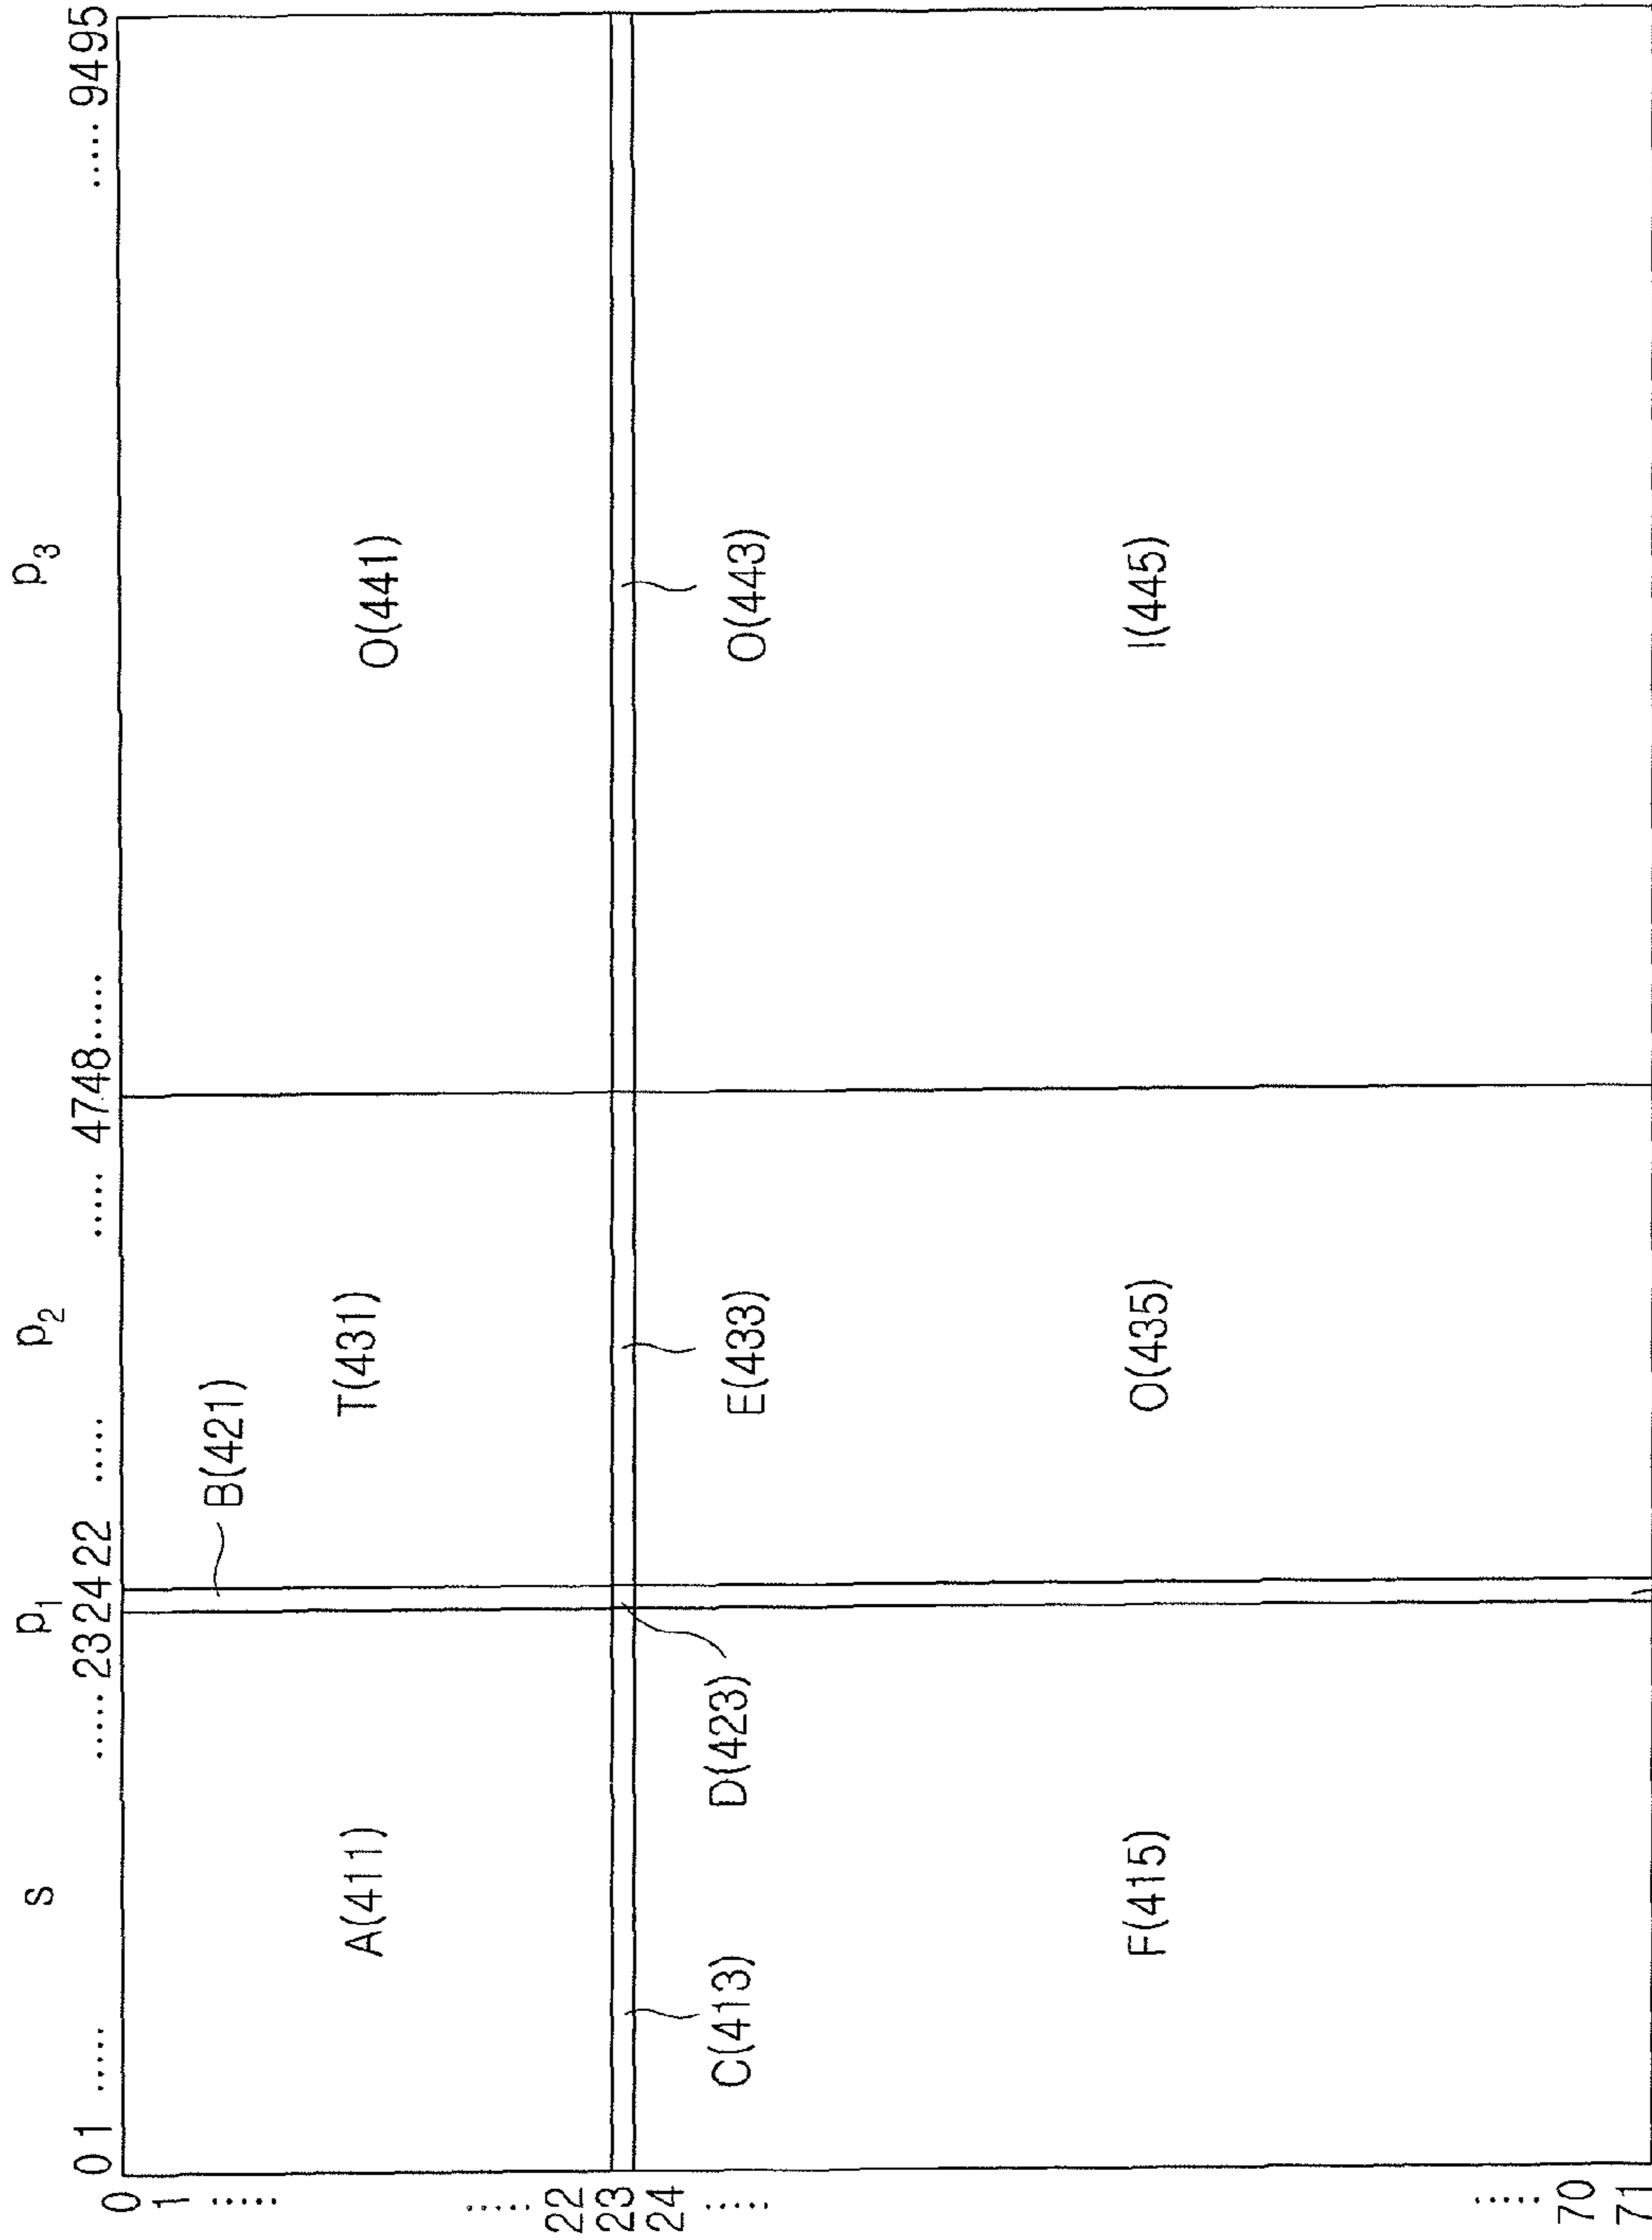 s p₁ p₂ p₃
0 1 ..... ..... 23 24 22 ..... ..... 47 48 ..... ..... 94 95
0
1
.....
.....
22
23
24
.....
.....
70
71
B(421)
A(411) T(431) O(441)
C(413) D(423) E(433) O(443)
F(415) O(435) I(445)